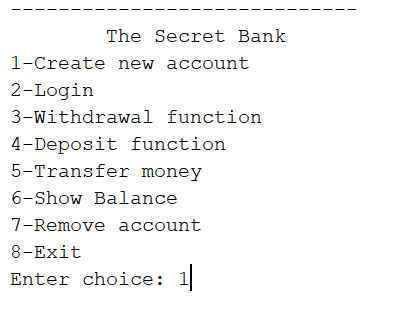 -----------------------------
The Secret Bank
1-Create new account
2-Login
3-Withdrawal function
4-Deposit function
5-Transfer money
6-Show Balance
7-Remove account
8-Exit
Enter choice: 1